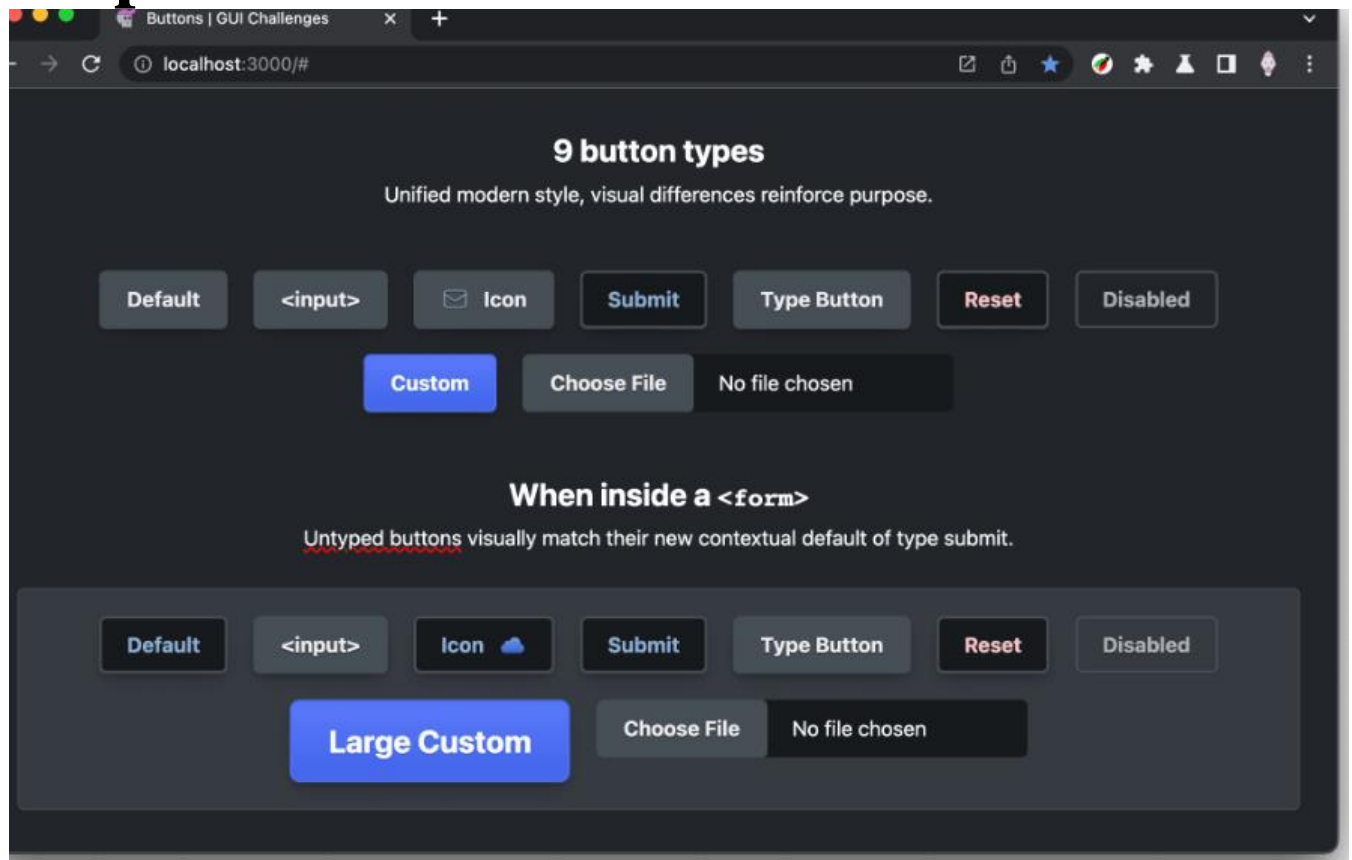 Buttons | GUI Challenges
localhost:3000/#
9 button types
Unified modern style, visual differences reinforce purpose.
Default <input> Icon Submit Type Button Reset Disabled
Custom Choose File No file chosen
When inside a <form>
Untyped buttons visually match their new contextual default of type submit.
Default <input> Icon Submit Type Button Reset Disabled
Large Custom Choose File No file chosen